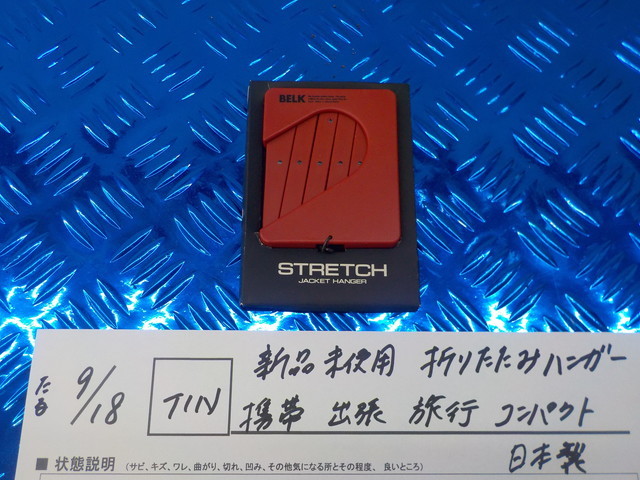 BELK
STRETCH
JACKET HANGER
新品 未使用 折りたたみハンガー
たる 9/18 TIN 携帯 出張 旅行 コンパクト
日本製
■ 状態説明 (サビ、キズ、ワレ、曲がり、切れ、凹み、その他気になる所とその程度、良いところ)